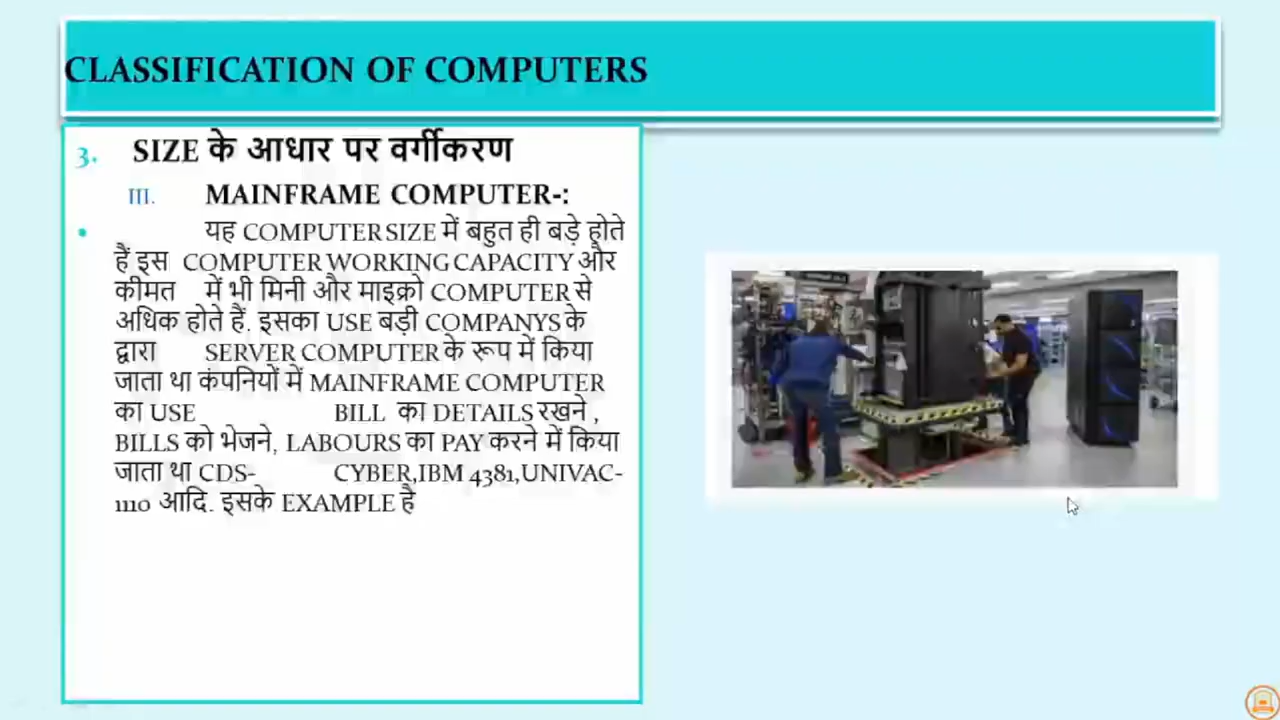 CLASSIFICATION OF COMPUTERS
3. SIZE के आधार पर वर्गीकरण
III. MAINFRAME COMPUTER-:
• यह COMPUTER SIZE में बहुत ही बड़े होते
हैं इस COMPUTER WORKING CAPACITY और
कीमत में भी मिनी और माइक्रो COMPUTER से
अधिक होते हैं. इसका USE बड़ी COMPANYS के
द्वारा SERVER COMPUTER के रूप में किया
जाता था कंपनियों में MAINFRAME COMPUTER
का USE BILL का DETAILS रखने ,
BILLS को भेजने, LABOURS का PAY करने में किया
जाता था CDS- CYBER,IBM 4381,UNIVAC-
1110 आदि. इसके EXAMPLE है